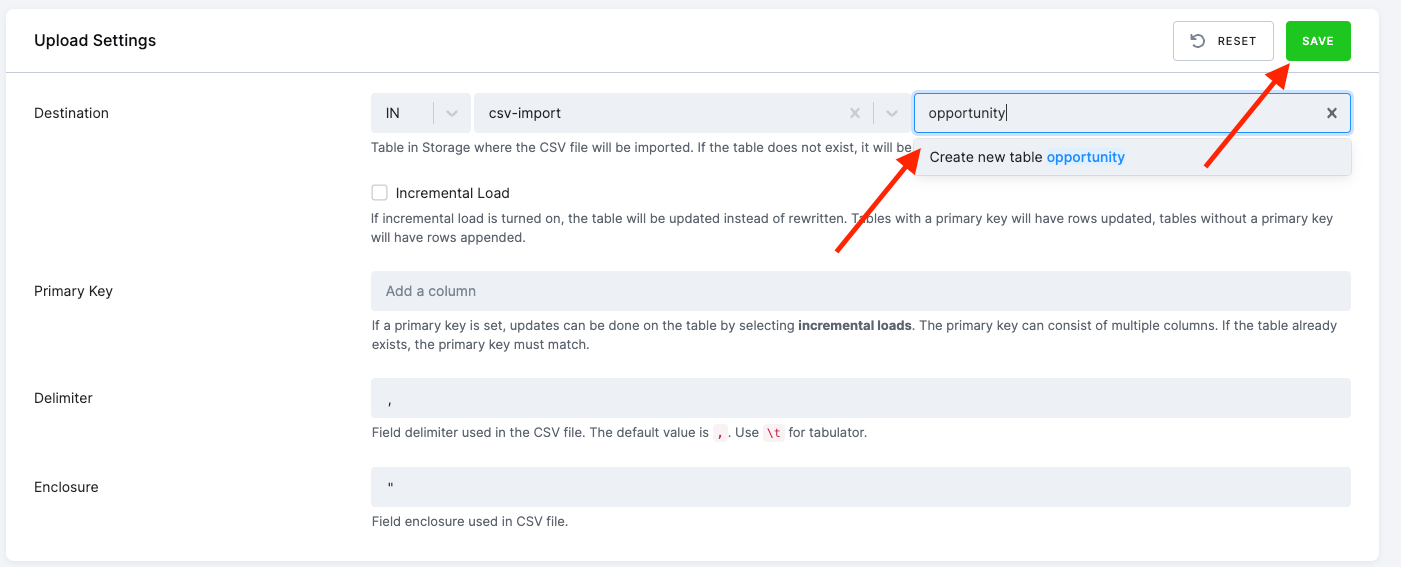 Upload Settings
RESET
SAVE
Destination
IN
csv-import
opportunity
Table in Storage where the CSV file will be imported. If the table does not exist, it will be
Create new table opportunity
Incremental Load
If incremental load is turned on, the table will be updated instead of rewritten. Tables with a primary key will have rows updated, tables without a primary key
will have rows appended.
Primary Key
Add a column
If a primary key is set, updates can be done on the table by selecting incremental loads. The primary key can consist of multiple columns. If the table already
exists, the primary key must match.
Delimiter
,
Field delimiter used in the CSV file. The default value is , . Use \t for tabulator.
Enclosure
"
Field enclosure used in CSV file.